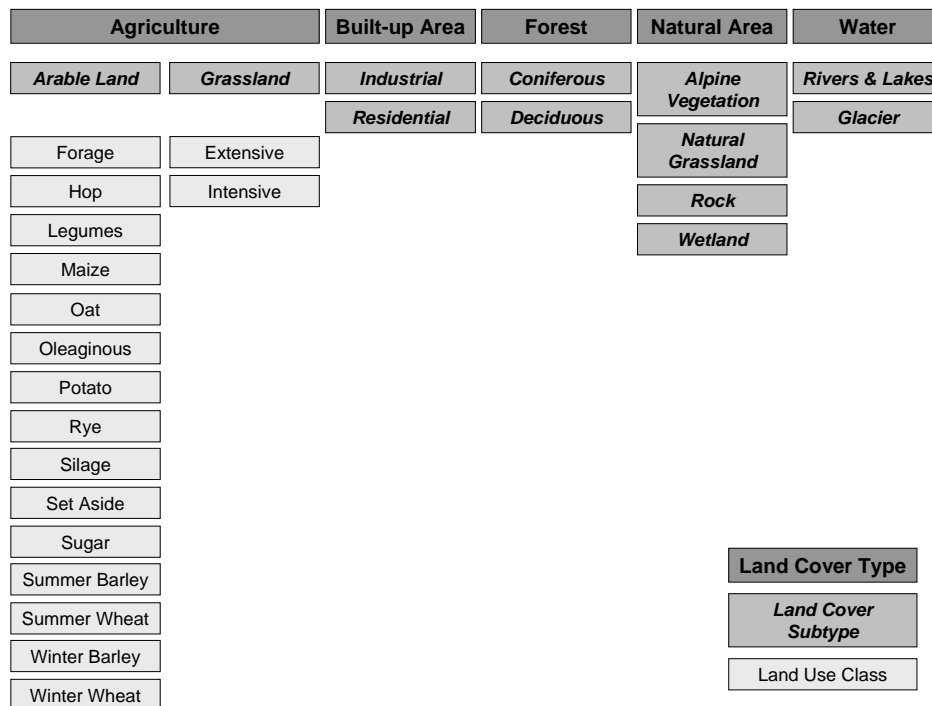 Agriculture
Built-up Area
Forest
Natural Area
Water
Arable Land
Grassland
Industrial
Coniferous
Alpine
Vegetation
Rivers & Lakes
Residential
Deciduous
Glacier
Natural
Grassland
Rock
Wetland
Forage
Extensive
Hop
Intensive
Legumes
Maize
Oat
Oleaginous
Potato
Rye
Silage
Set Aside
Sugar
Summer Barley
Summer Wheat
Winter Barley
Winter Wheat
Land Cover Type
Land Cover
Subtype
Land Use Class